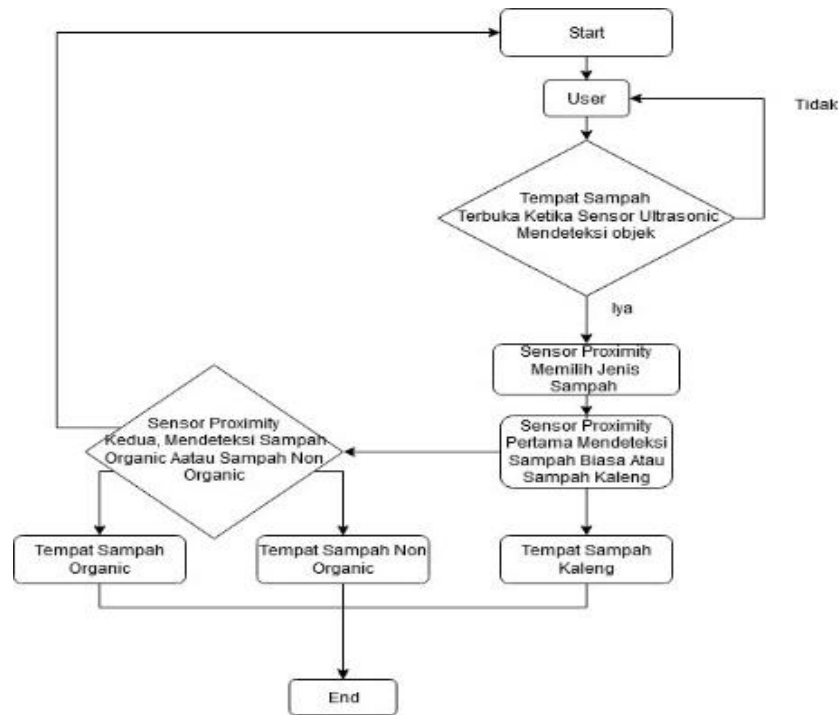 Start
User
Tidak
Tempat Sampah
Terbuka Ketika Sensor Ultrasonic
Mendeteksi objek
Iya
Sensor Proximity
Memilih Jenis
Sampah
Sensor Proximity
Pertama Mendeteksi
Sampah Biasa Atau
Sampah Kaleng
Sensor Proximity
Kedua, Mendeteksi Sampah
Organic Aatau Sampah Non
Organic
Tempat Sampah
Organic
Tempat Sampah Non
Organic
Tempat Sampah
Kaleng
End